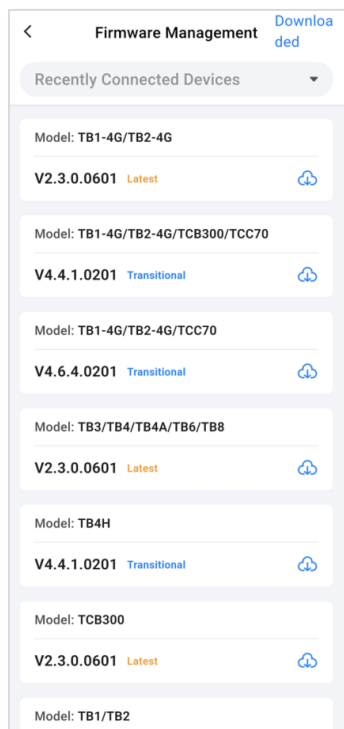 Firmware Management
Downloa
ded
Recently Connected Devices
Model: TB1-4G/TB2-4G
V2.3.0.0601 Latest
Model: TB1-4G/TB2-4G/TCB300/TCC70
V4.4.1.0201 Transitional
Model: TB1-4G/TB2-4G/TCC70
V4.6.4.0201 Transitional
Model: TB3/TB4/TB4A/TB6/TB8
V2.3.0.0601 Latest
Model: TB4H
V4.4.1.0201 Transitional
Model: TCB300
V2.3.0.0601 Latest
Model: TB1/TB2